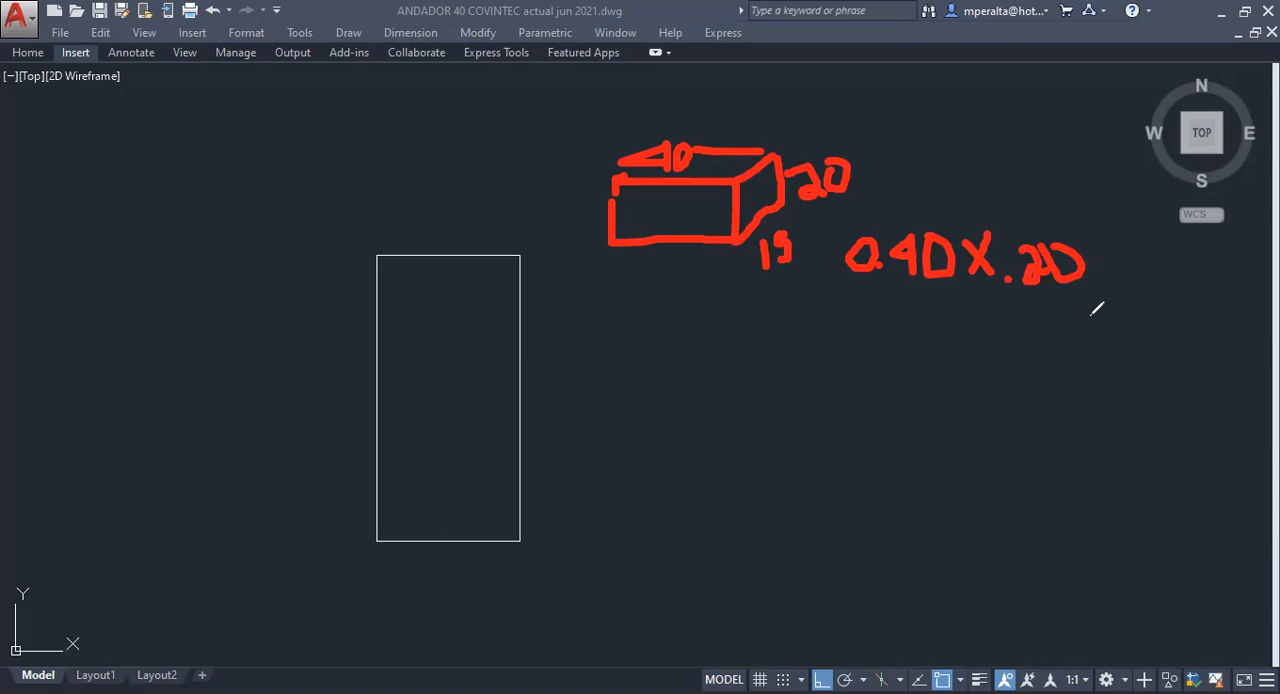 ANDADOR 40 COVINTEC actual jun 2021.dwg
Type a keyword or phrase
mperalta@hot...
File Edit View Insert Format Tools Draw Dimension Modify Parametric Window Help Express
Home Insert Annotate View Manage Output Add-ins Collaborate Express Tools Featured Apps
[−][Top][2D Wireframe]
N
W TOP E
S
WCS
40
20
15
0.40 X .20
Y
X
Model Layout1 Layout2 +
MODEL 1:1